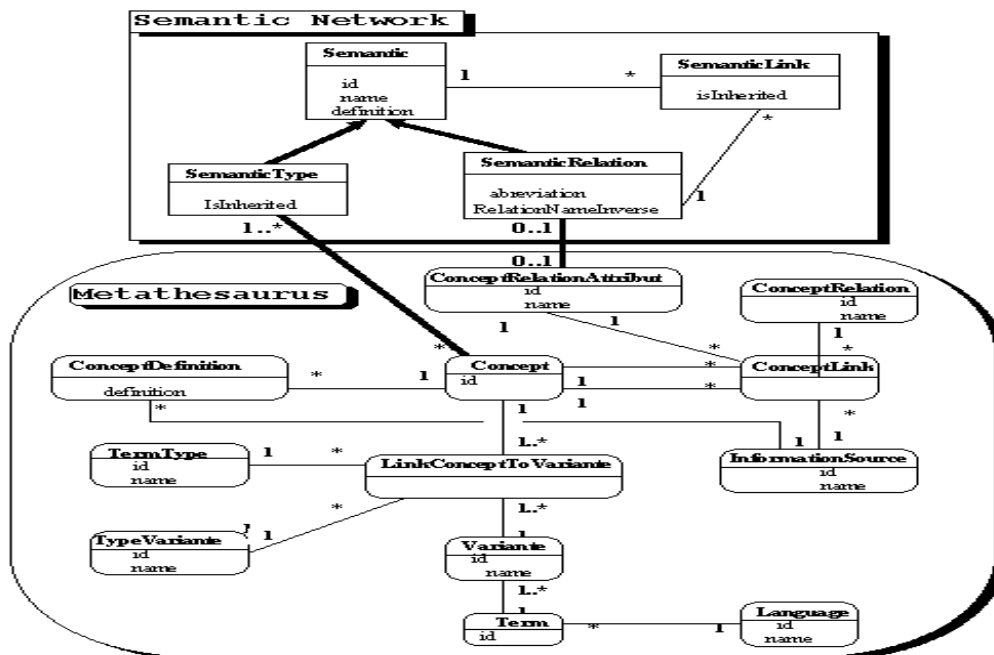 Semantic Network
Semantic
id
name
definition
1
*
SemanticLink
isInherited
*
SemanticType
IsInherited
1..*
SemanticRelation
abreviation
RelationNameInverse
1
0..1
0..1
Metathesaurus
ConceptRelationAttribut
id
name
1
1
ConceptRelation
id
name
1
*
ConceptDefinition
definition
*
*
1
*
Concept
id
1
1
*
*
*
ConceptLink
*
1
1..*
1
1
InformationSource
id
name
TermType
id
name
1
*
LinkConceptToVariante
1..*
1
*
TypeVariante
id
name
1
Variante
id
name
1..*
Term
id
*
1
Language
id
name